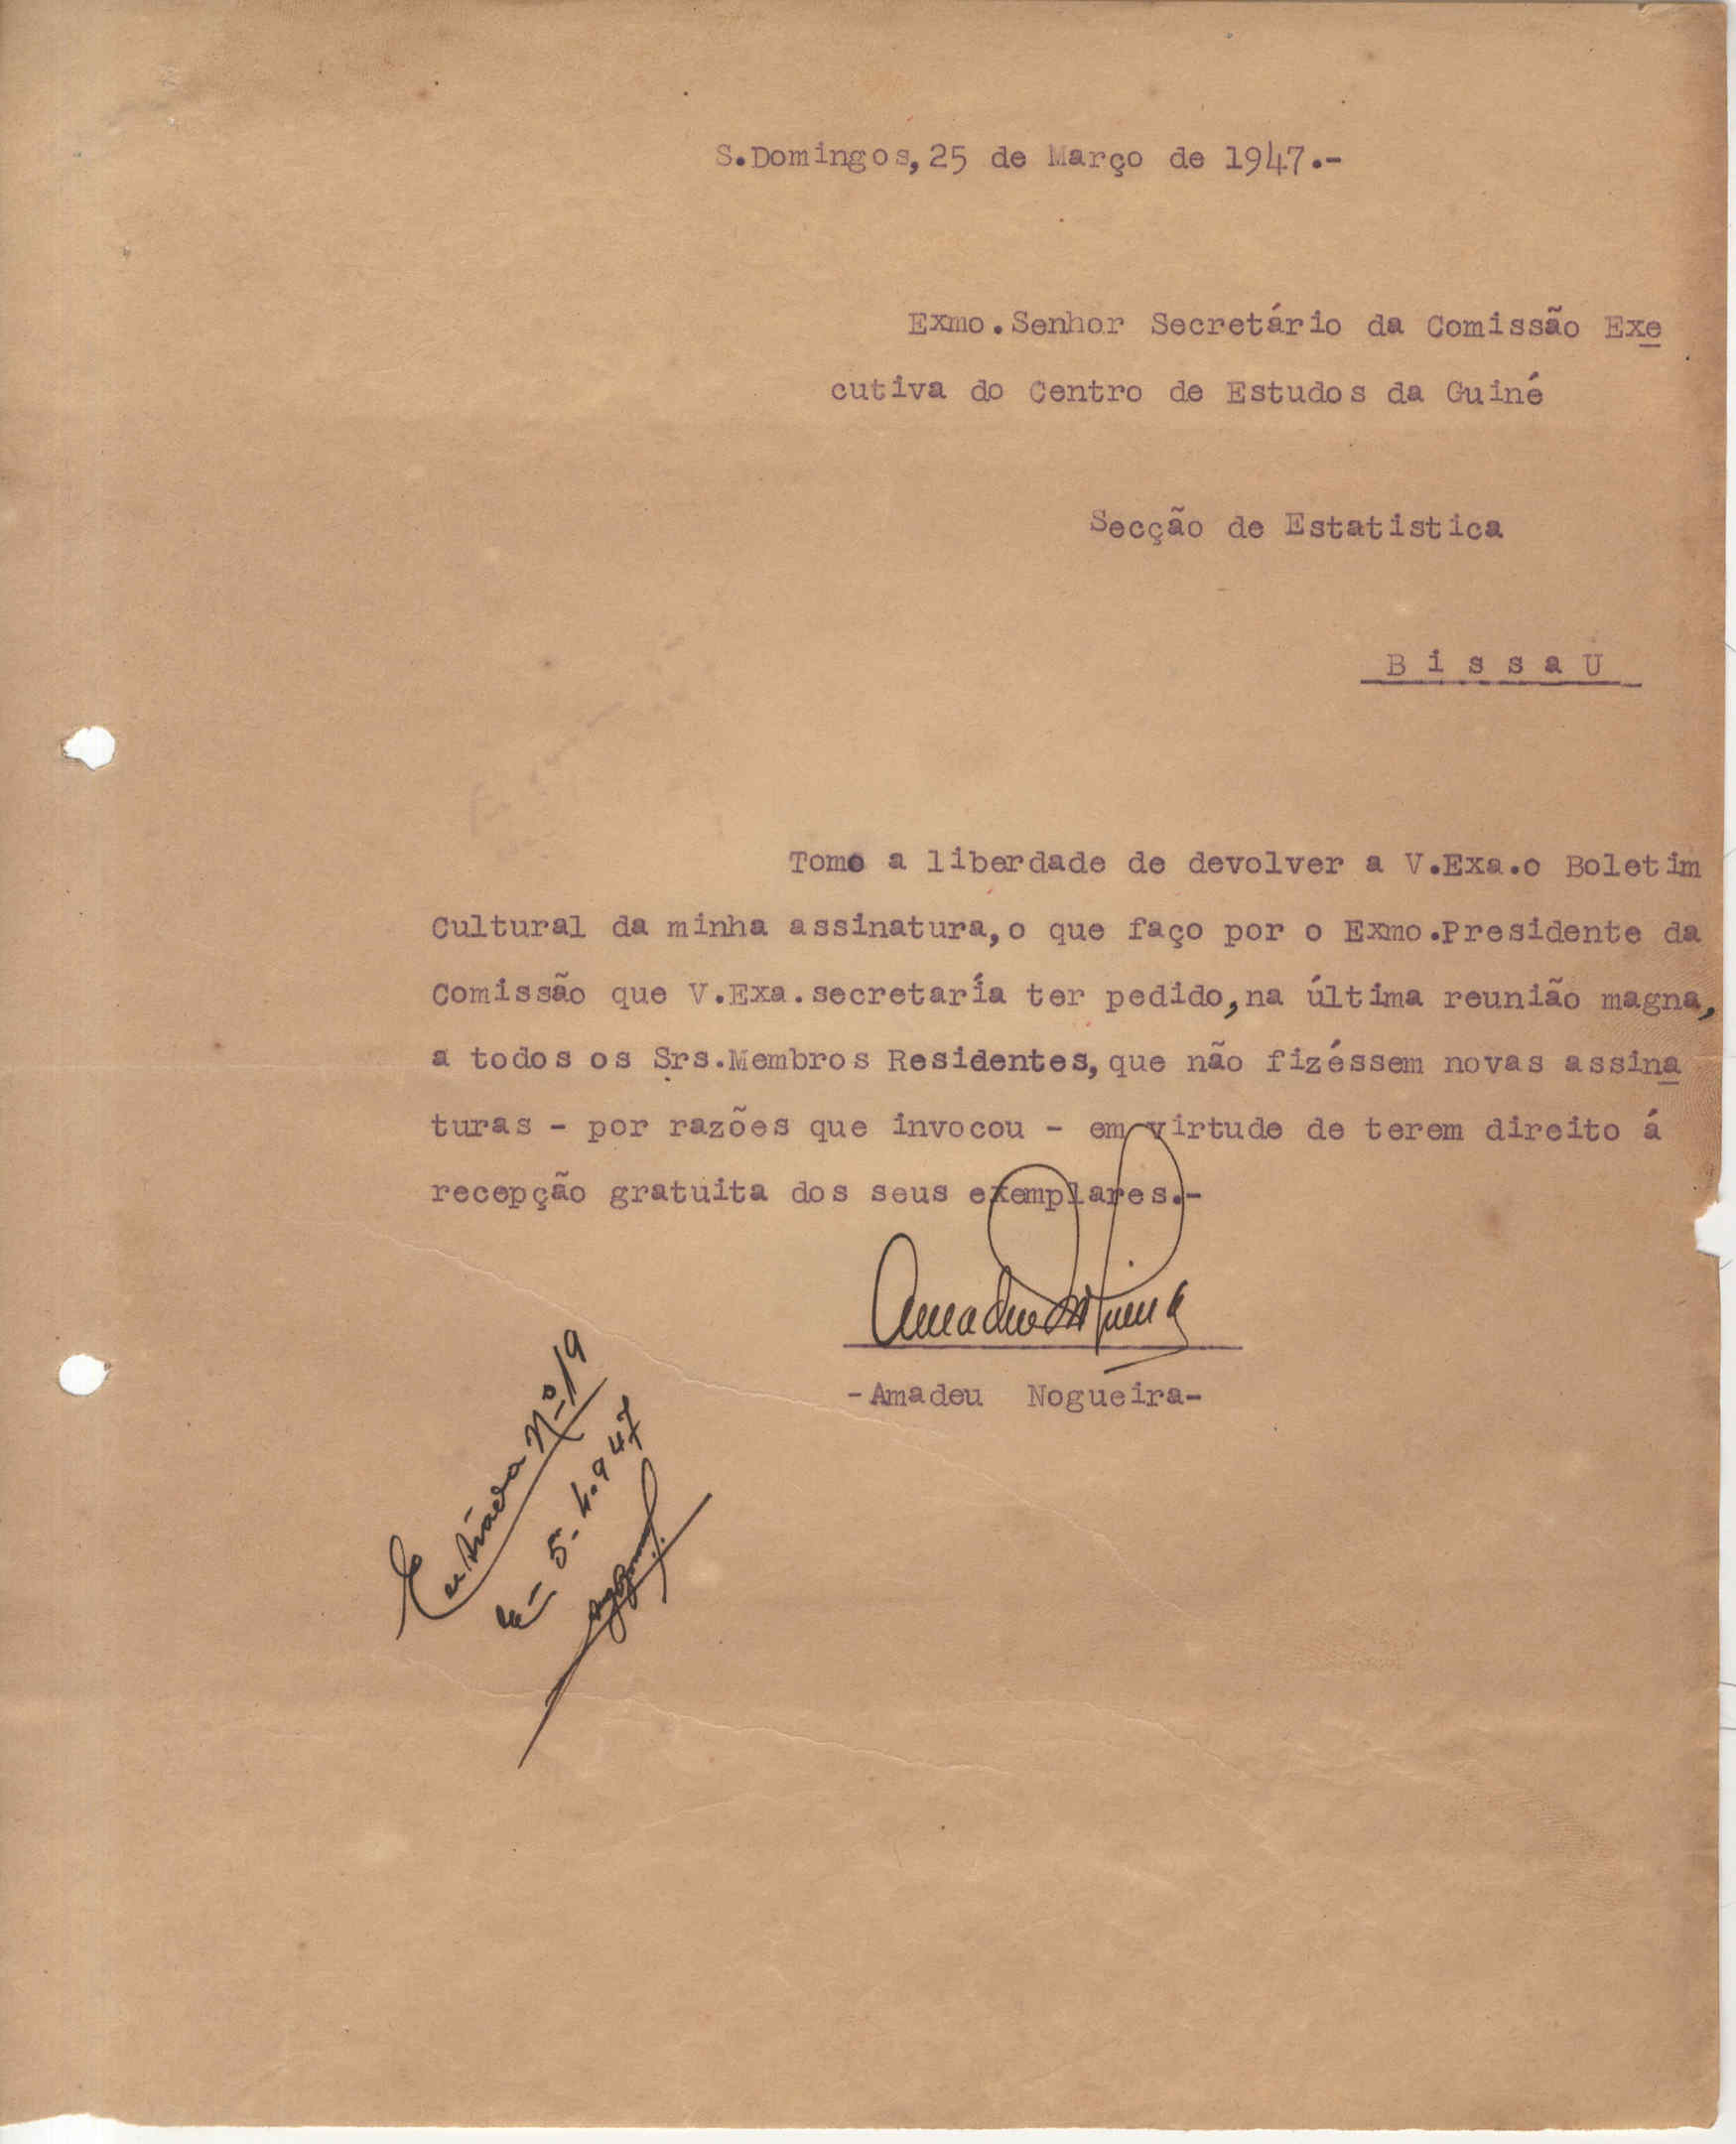 S.Domingos,25 de Março de 1947.-
Exmo.Senhor Secretário da Comissão Exe
cutiva do Centro de Estudos da Guiné
Secção de Estatistica
B i s s a U
Tomo a liberdade de devolver a V.Exa.o Boletim
Cultural da minha assinatura,o que faço por o Exmo.Presidente da
Comissão que V.Exa.secretaría ter pedido,na última reunião magna,
a todos os Srs.Membros Residentes,que não fizéssem novas assina
turas - por razões que invocou - em virtude de terem direito á
recepção gratuita dos seus exemplares.-
-Amadeu Nogueira-
Entrada Nº 19
5-4-947